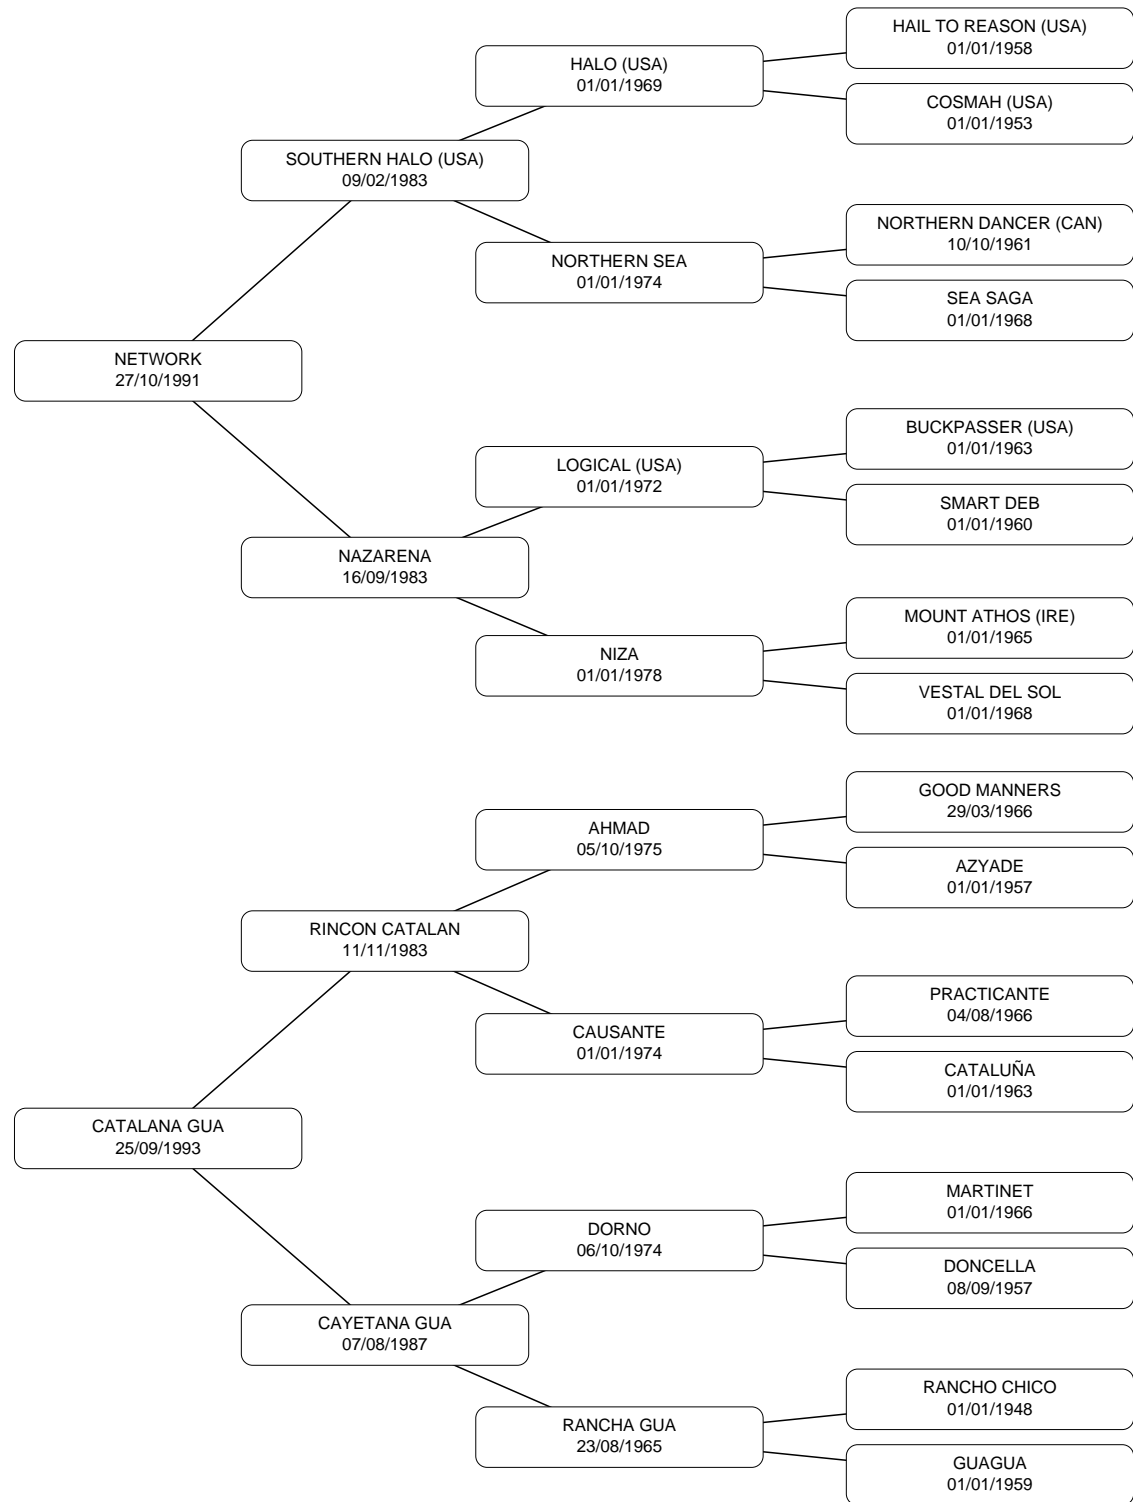 HAIL TO REASON (USA)
01/01/1958
HALO (USA)
01/01/1969
COSMAH (USA)
01/01/1953
SOUTHERN HALO (USA)
09/02/1983
NORTHERN DANCER (CAN)
10/10/1961
NORTHERN SEA
01/01/1974
SEA SAGA
01/01/1968
NETWORK
27/10/1991
BUCKPASSER (USA)
01/01/1963
LOGICAL (USA)
01/01/1972
SMART DEB
01/01/1960
NAZARENA
16/09/1983
MOUNT ATHOS (IRE)
01/01/1965
NIZA
01/01/1978
VESTAL DEL SOL
01/01/1968
GOOD MANNERS
29/03/1966
AHMAD
05/10/1975
AZYADE
01/01/1957
RINCON CATALAN
11/11/1983
PRACTICANTE
04/08/1966
CAUSANTE
01/01/1974
CATALUÑA
01/01/1963
CATALANA GUA
25/09/1993
MARTINET
01/01/1966
DORNO
06/10/1974
DONCELLA
08/09/1957
CAYETANA GUA
07/08/1987
RANCHO CHICO
01/01/1948
RANCHA GUA
23/08/1965
GUAGUA
01/01/1959